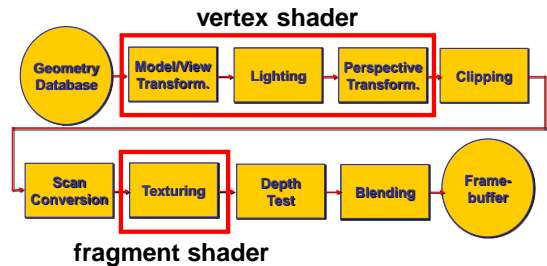 vertex shader
Geometry
Database
Model/View
Transform.
Lighting
Perspective
Transform.
Clipping
Scan
Conversion
Texturing
Depth
Test
Blending
Frame-
buffer
fragment shader